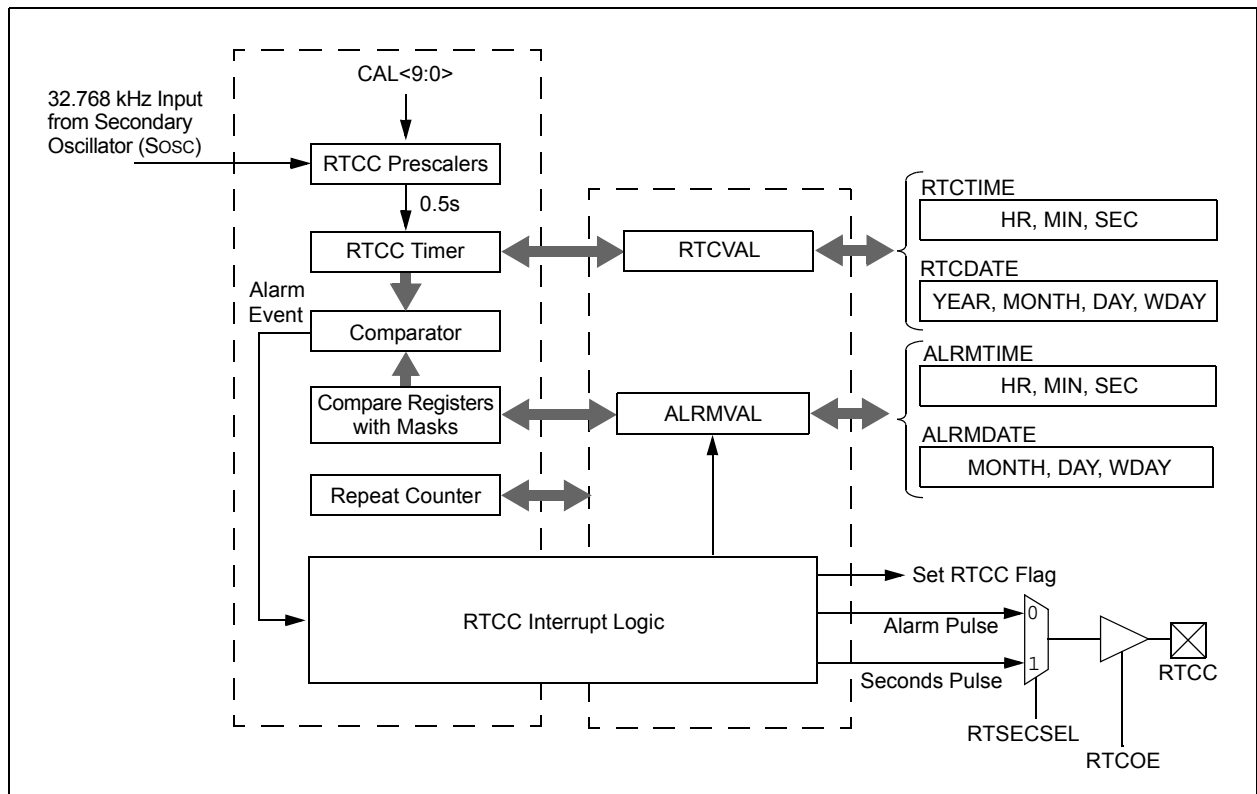 CAL<9:0>
32.768 kHz Input
from Secondary
Oscillator (SOSC)
RTCC Prescalers
0.5s
RTCC Timer
RTCVAL
RTCTIME
HR, MIN, SEC
RTCDATE
YEAR, MONTH, DAY, WDAY
Alarm
Event
Comparator
Compare Registers
with Masks
ALRMVAL
ALRMTIME
HR, MIN, SEC
ALRMDATE
MONTH, DAY, WDAY
Repeat Counter
RTCC Interrupt Logic
Set RTCC Flag
Alarm Pulse
0
Seconds Pulse
1
RTCC
RTSECSEL
RTCOE